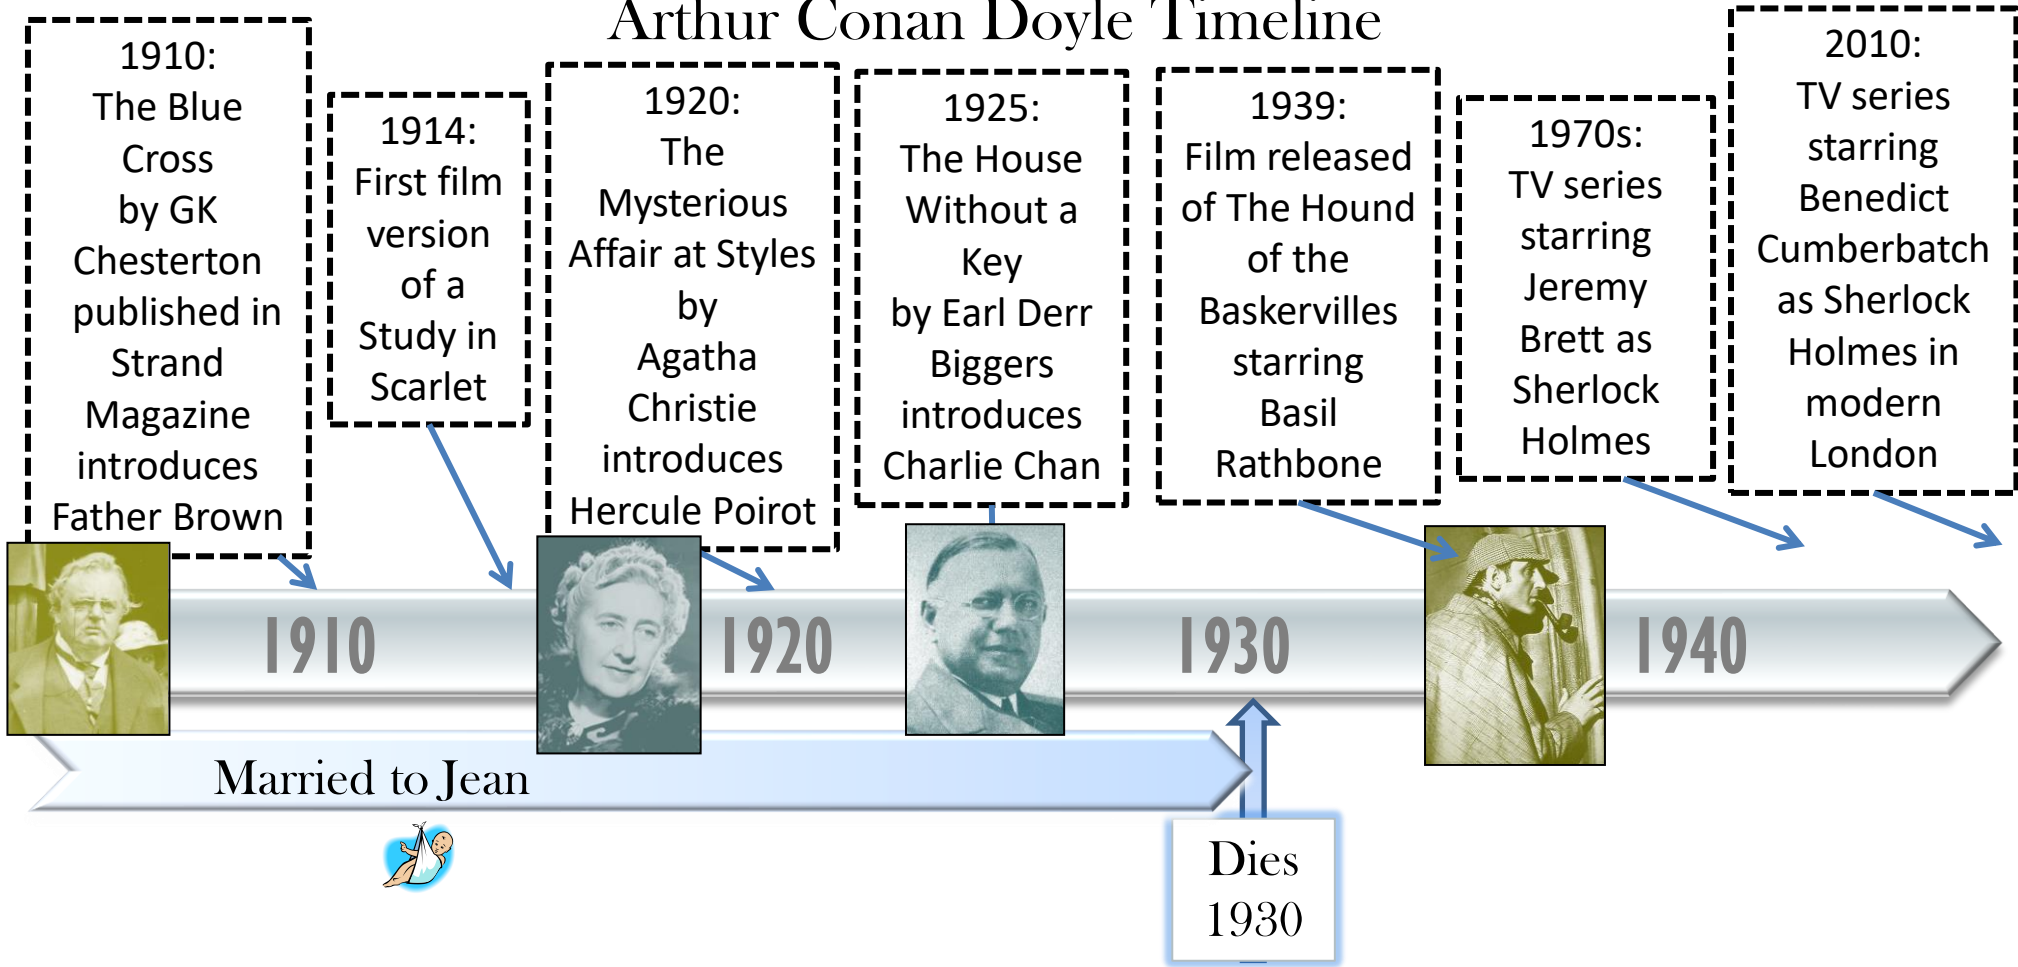 Arthur Conan Doyle Timeline
1910:
The Blue
Cross
by GK
Chesterton
published in
Strand
Magazine
introduces
Father Brown
1914:
First film
version
of a
Study in
Scarlet
1920:
The
Mysterious
Affair at Styles
by
Agatha
Christie
introduces
Hercule Poirot
1925:
The House
Without a
Key
by Earl Derr
Biggers
introduces
Charlie Chan
1939:
Film released
of The Hound
of the
Baskervilles
starring
Basil
Rathbone
1970s:
TV series
starring
Jeremy
Brett as
Sherlock
Holmes
2010:
TV series
starring
Benedict
Cumberbatch
as Sherlock
Holmes in
modern
London
1910
1920
1930
1940
Married to Jean
Dies
1930